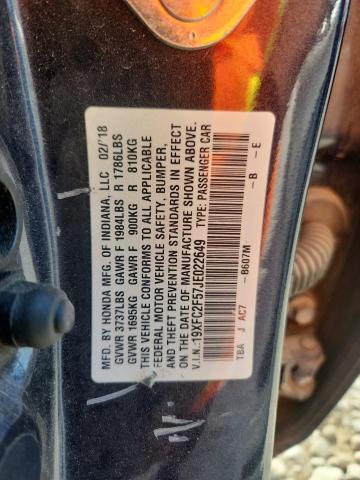 MFD. BY HONDA MFG. OF INDIANA, LLC 02/'18
GVWR 3737LBS GAWR F 1984LBS R 1786LBS
GVWR 1695KG GAWR F 900KG R 810KG
THIS VEHICLE CONFORMS TO ALL APPLICABLE
FEDERAL MOTOR VEHICLE SAFETY, BUMPER,
AND THEFT PREVENTION STANDARDS IN EFFECT
ON THE DATE OF MANUFACTURE SHOWN ABOVE.
V.I.N.:19XFC2F57JE022649 TYPE: PASSENGER CAR
-B607M -B -E
TBA J AC7